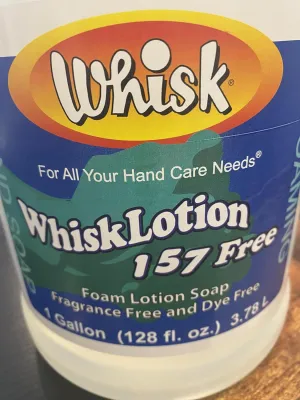 Whisk®
For All Your Hand Care Needs®
WhiskLotion
157 Free
Foam Lotion Soap
Fragrance Free and Dye Free
1 Gallon (128 fl. oz.) 3.78 L